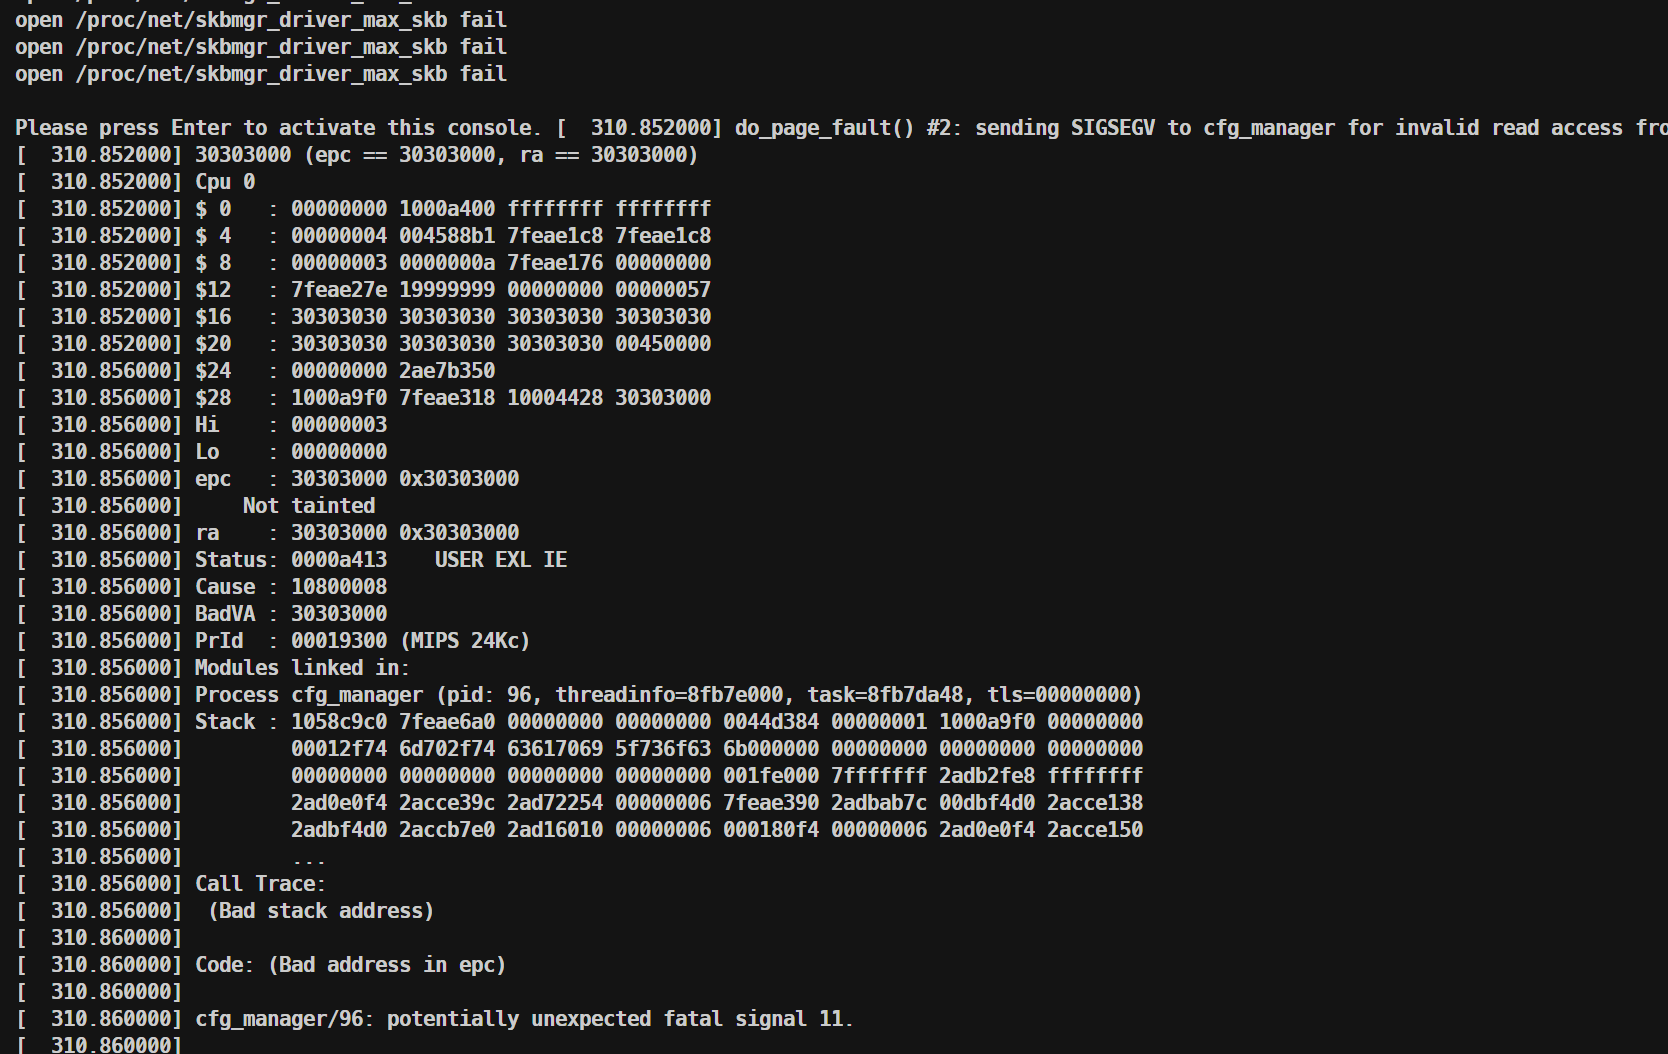 open /proc/net/skbmgr_driver_max_skb fail
open /proc/net/skbmgr_driver_max_skb fail
open /proc/net/skbmgr_driver_max_skb fail
Please press Enter to activate this console. [  310.852000] do_page_fault() #2: sending SIGSEGV to cfg_manager for invalid read access fro
[  310.852000] 30303000 (epc == 30303000, ra == 30303000)
[  310.852000] Cpu 0
[  310.852000] $ 0   : 00000000 1000a400 ffffffff ffffffff
[  310.852000] $ 4   : 00000004 004588b1 7feae1c8 7feae1c8
[  310.852000] $ 8   : 00000003 0000000a 7feae176 00000000
[  310.852000] $12   : 7feae27e 19999999 00000000 00000057
[  310.852000] $16   : 30303030 30303030 30303030 30303030
[  310.852000] $20   : 30303030 30303030 30303030 00450000
[  310.856000] $24   : 00000000 2ae7b350
[  310.856000] $28   : 1000a9f0 7feae318 10004428 30303000
[  310.856000] Hi    : 00000003
[  310.856000] Lo    : 00000000
[  310.856000] epc   : 30303000 0x30303000
[  310.856000]     Not tainted
[  310.856000] ra    : 30303000 0x30303000
[  310.856000] Status: 0000a413    USER EXL IE
[  310.856000] Cause : 10800008
[  310.856000] BadVA : 30303000
[  310.856000] PrId  : 00019300 (MIPS 24Kc)
[  310.856000] Modules linked in:
[  310.856000] Process cfg_manager (pid: 96, threadinfo=8fb7e000, task=8fb7da48, tls=00000000)
[  310.856000] Stack : 1058c9c0 7feae6a0 00000000 00000000 0044d384 00000001 1000a9f0 00000000
[  310.856000]         00012f74 6d702f74 63617069 5f736f63 6b000000 00000000 00000000 00000000
[  310.856000]         00000000 00000000 00000000 00000000 001fe000 7fffffff 2adb2fe8 ffffffff
[  310.856000]         2ad0e0f4 2acce39c 2ad72254 00000006 7feae390 2adbab7c 00dbf4d0 2acce138
[  310.856000]         2adbf4d0 2accb7e0 2ad16010 00000006 000180f4 00000006 2ad0e0f4 2acce150
[  310.856000]         ...
[  310.856000] Call Trace:
[  310.856000]  (Bad stack address)
[  310.860000]
[  310.860000] Code: (Bad address in epc)
[  310.860000]
[  310.860000] cfg_manager/96: potentially unexpected fatal signal 11.
[  310.860000]